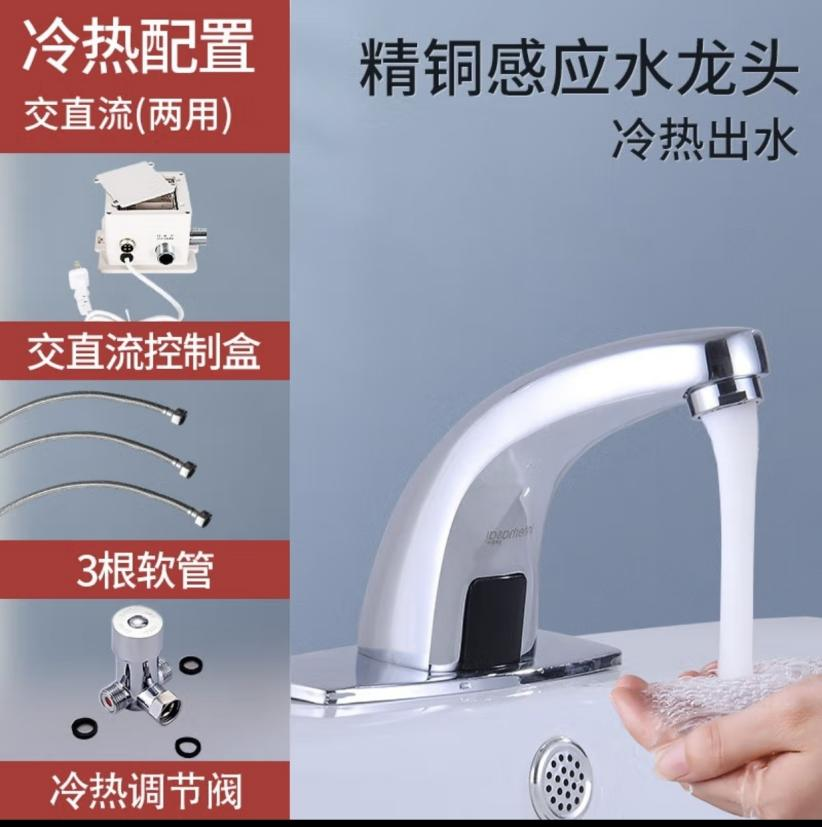 冷热配置
交直流(两用)
交直流控制盒
3根软管
冷热调节阀
精铜感应水龙头
冷热出水